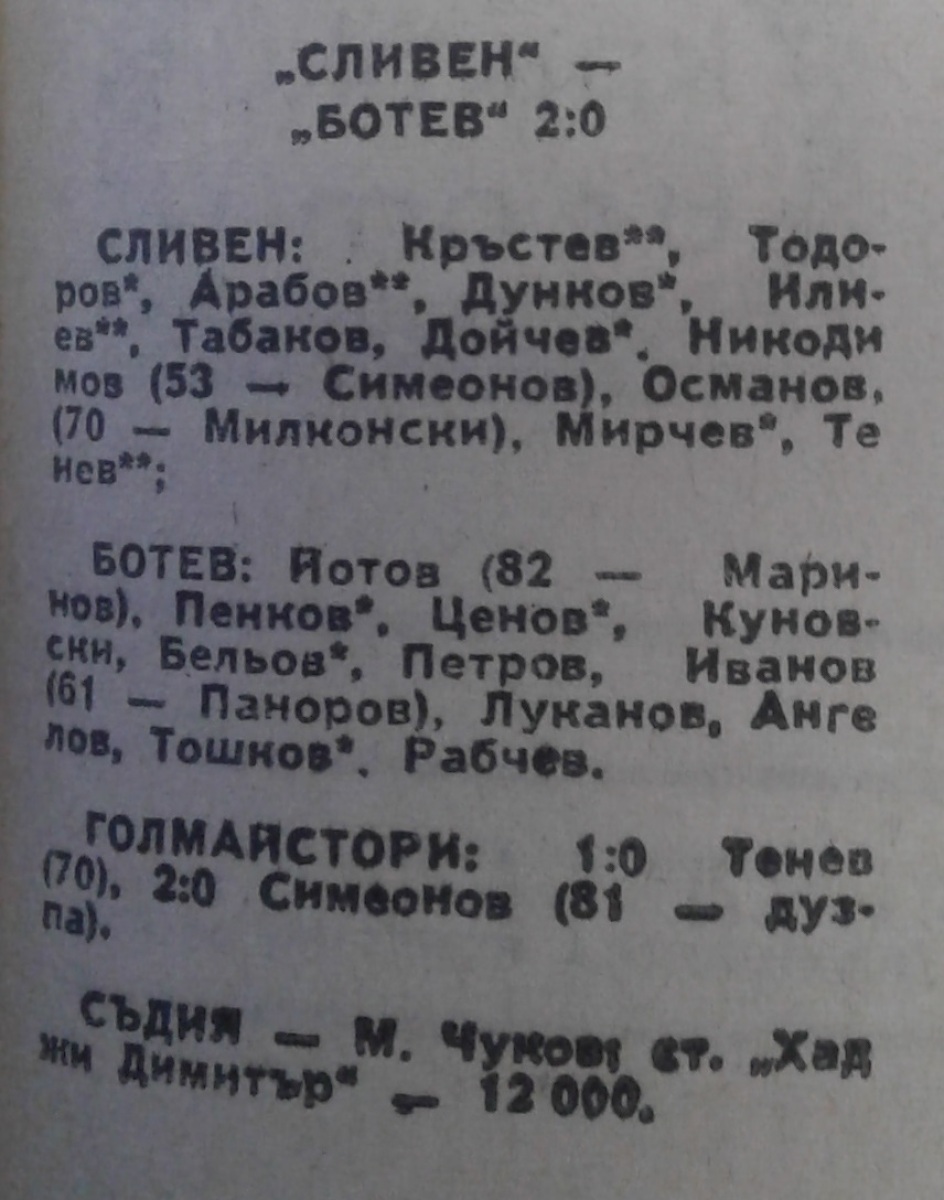 „СЛИВЕН“ —
„БОТЕВ“ 2:0
СЛИВЕН: Кръстев**, Тодо-
ров*, Арабов**, Дунков*, Или-
ев**, Табаков, Дойчев*, Никоди
мов (53 — Симеонов), Османов,
(70 — Милконски), Мирчев*, Те
нев**;
БОТЕВ: Йотов (82 — Мари-
нов), Пенков*, Ценов*, Кунов-
ски, Бельов*, Петров, Иванов
(61 — Паноров), Луканов, Анге
лов, Тошков*, Рабчев.
ГОЛМАЙСТОРИ: 1:0 Тенев
(70), 2:0 Симеонов (81 — дуз-
па).
СЪДИЯ — М. Чуков; ст. „Хад
жи Димитър“ — 12 000.